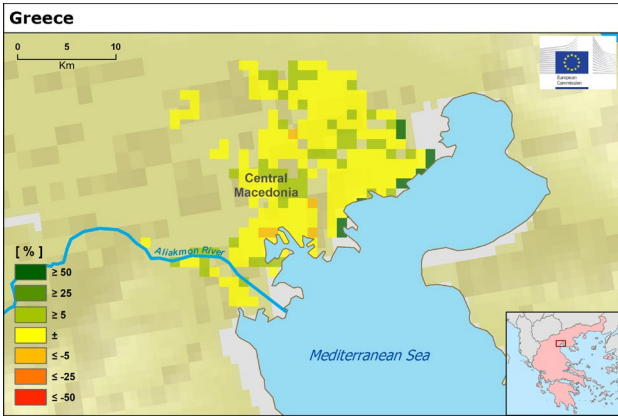 Greece
0 5 10
Km
European
Commission
Central
Macedonia
Aliakmon River
[ % ]
≥ 50
≥ 25
≥ 5
±
≤ -5
≤ -25
≤ -50
Mediterranean Sea